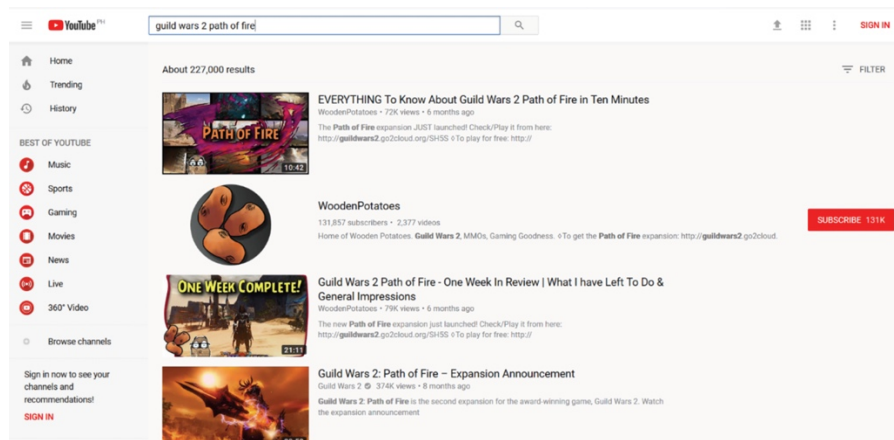 YouTube PH
guild wars 2 path of fire
SIGN IN
Home
Trending
History
BEST OF YOUTUBE
Music
Sports
Gaming
Movies
News
Live
360° Video
Browse channels
Sign in now to see your
channels and
recommendations!
SIGN IN
About 227,000 results
FILTER
PATH OF FIRE
10:42
EVERYTHING To Know About Guild Wars 2 Path of Fire in Ten Minutes
WoodenPotatoes • 72K views • 6 months ago
The Path of Fire expansion JUST launched! Check/Play it from here:
http://guildwars2.go2cloud.org/SH5S ◊To play for free: http://
WoodenPotatoes
131,857 subscribers • 2,377 videos
Home of Wooden Potatoes. Guild Wars 2, MMOs, Gaming Goodness. ◊To get the Path of Fire expansion: http://guildwars2.go2cloud.
SUBSCRIBE 131K
ONE WEEK COMPLETE!
21:11
Guild Wars 2 Path of Fire - One Week In Review | What I have Left To Do &
General Impressions
WoodenPotatoes • 79K views • 6 months ago
The new Path of Fire expansion just launched! Check/Play it from here:
http://guildwars2.go2cloud.org/SH5S ◊To play for free: http://
Guild Wars 2: Path of Fire – Expansion Announcement
Guild Wars 2 374K views • 8 months ago
Guild Wars 2: Path of Fire is the second expansion for the award-winning game, Guild Wars 2. Watch
the expansion announcement